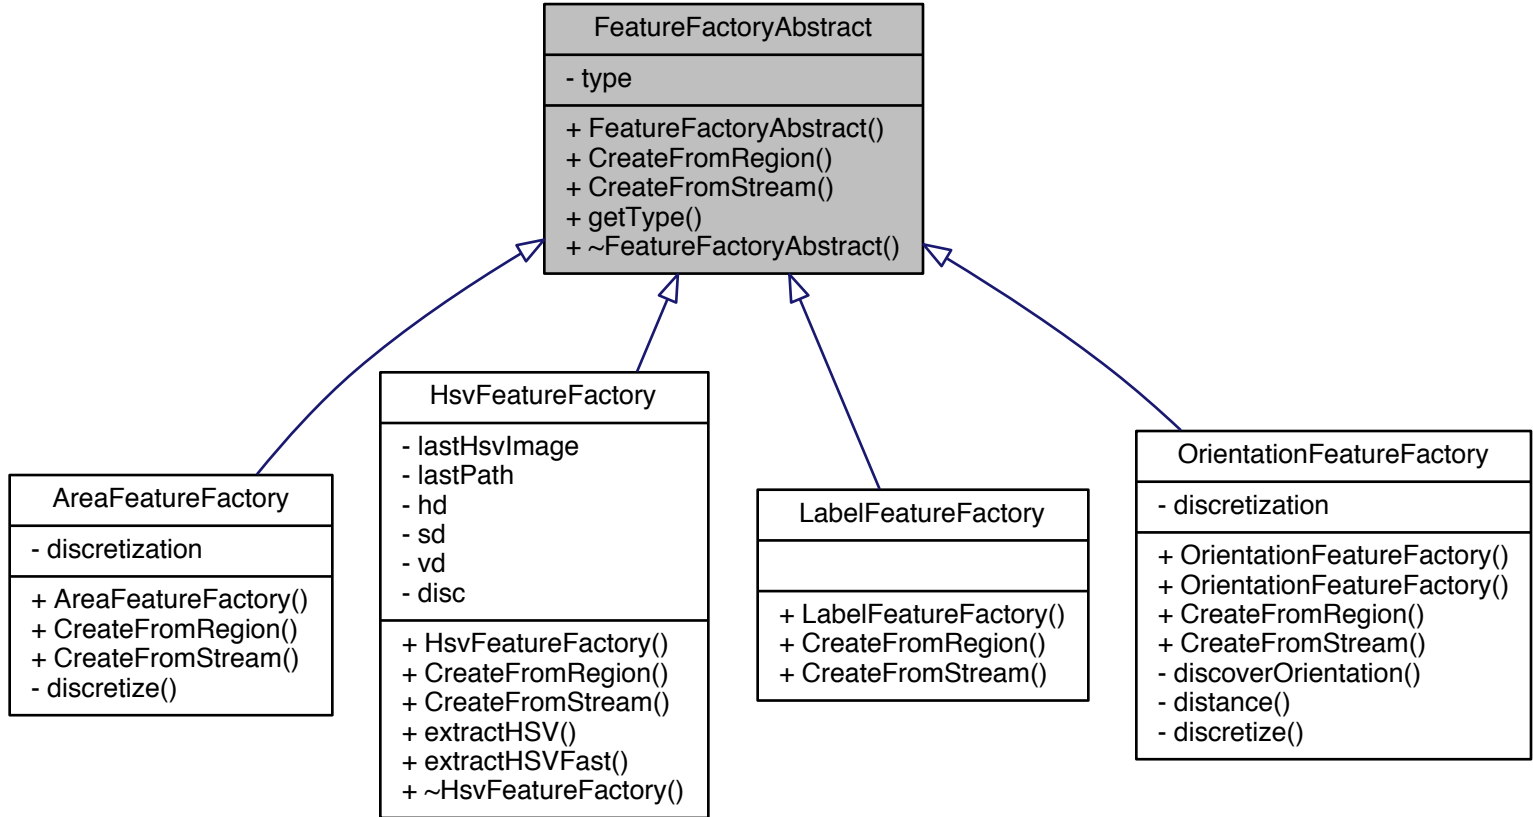 FeatureFactoryAbstract
- type
+ FeatureFactoryAbstract()
+ CreateFromRegion()
+ CreateFromStream()
+ getType()
+ ~FeatureFactoryAbstract()
AreaFeatureFactory
- discretization
+ AreaFeatureFactory()
+ CreateFromRegion()
+ CreateFromStream()
- discretize()
HsvFeatureFactory
- lastHsvImage
- lastPath
- hd
- sd
- vd
- disc
+ HsvFeatureFactory()
+ CreateFromRegion()
+ CreateFromStream()
+ extractHSV()
+ extractHSVFast()
+ ~HsvFeatureFactory()
LabelFeatureFactory
+ LabelFeatureFactory()
+ CreateFromRegion()
+ CreateFromStream()
OrientationFeatureFactory
- discretization
+ OrientationFeatureFactory()
+ OrientationFeatureFactory()
+ CreateFromRegion()
+ CreateFromStream()
- discoverOrientation()
- distance()
- discretize()